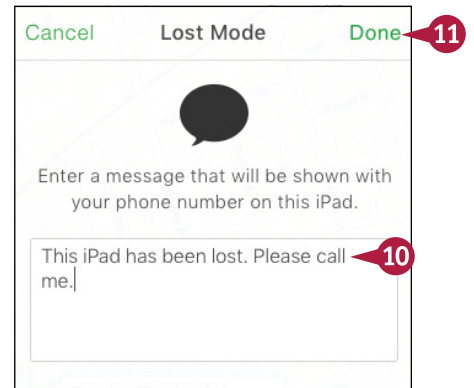 Cancel Lost Mode Done 11
Enter a message that will be shown with
your phone number on this iPad.
This iPad has been lost. Please call 10
me.